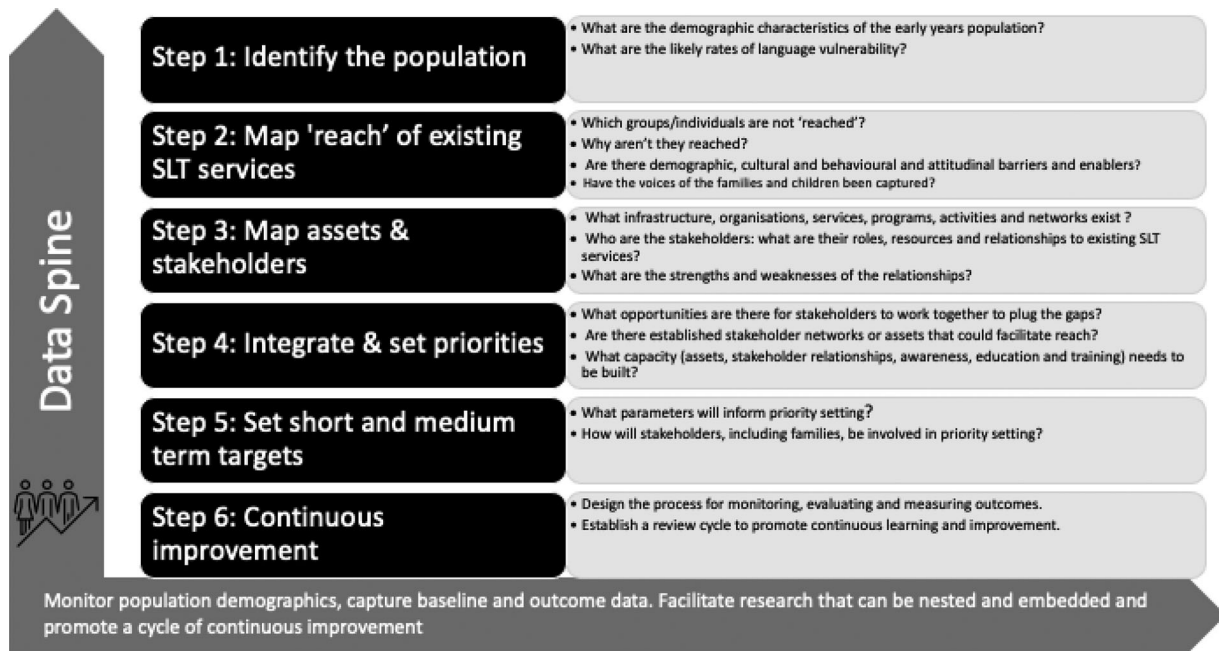 Data Spine
Step 1: Identify the population
• What are the demographic characteristics of the early years population?
• What are the likely rates of language vulnerability?
Step 2: Map 'reach’ of existing
SLT services
• Which groups/individuals are not ‘reached’?
• Why aren’t they reached?
• Are there demographic, cultural and behavioural and attitudinal barriers and enablers?
• Have the voices of the families and children been captured?
Step 3: Map assets &
stakeholders
• What infrastructure, organisations, services, programs, activities and networks exist ?
• Who are the stakeholders: what are their roles, resources and relationships to existing SLT
services?
• What are the strengths and weaknesses of the relationships?
Step 4: Integrate & set priorities
• What opportunities are there for stakeholders to work together to plug the gaps?
• Are there established stakeholder networks or assets that could facilitate reach?
• What capacity (assets, stakeholder relationships, awareness, education and training) needs to
be built?
Step 5: Set short and medium
term targets
• What parameters will inform priority setting?
• How will stakeholders, including families, be involved in priority setting?
Step 6: Continuous
improvement
• Design the process for monitoring, evaluating and measuring outcomes.
• Establish a review cycle to promote continuous learning and improvement.
Monitor population demographics, capture baseline and outcome data. Facilitate research that can be nested and embedded and
promote a cycle of continuous improvement